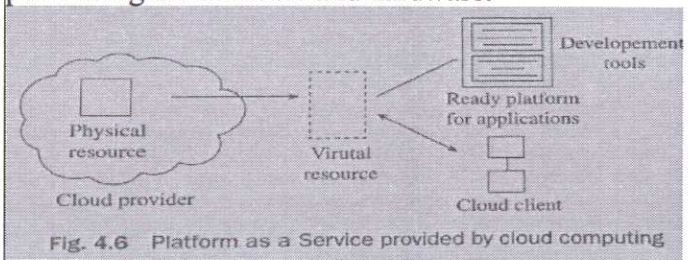 Developement
tools
Ready platform
for applications
Physical
resource
Virutal
resource
Cloud provider
Cloud client
Fig. 4.6 Platform as a Service provided by cloud computing